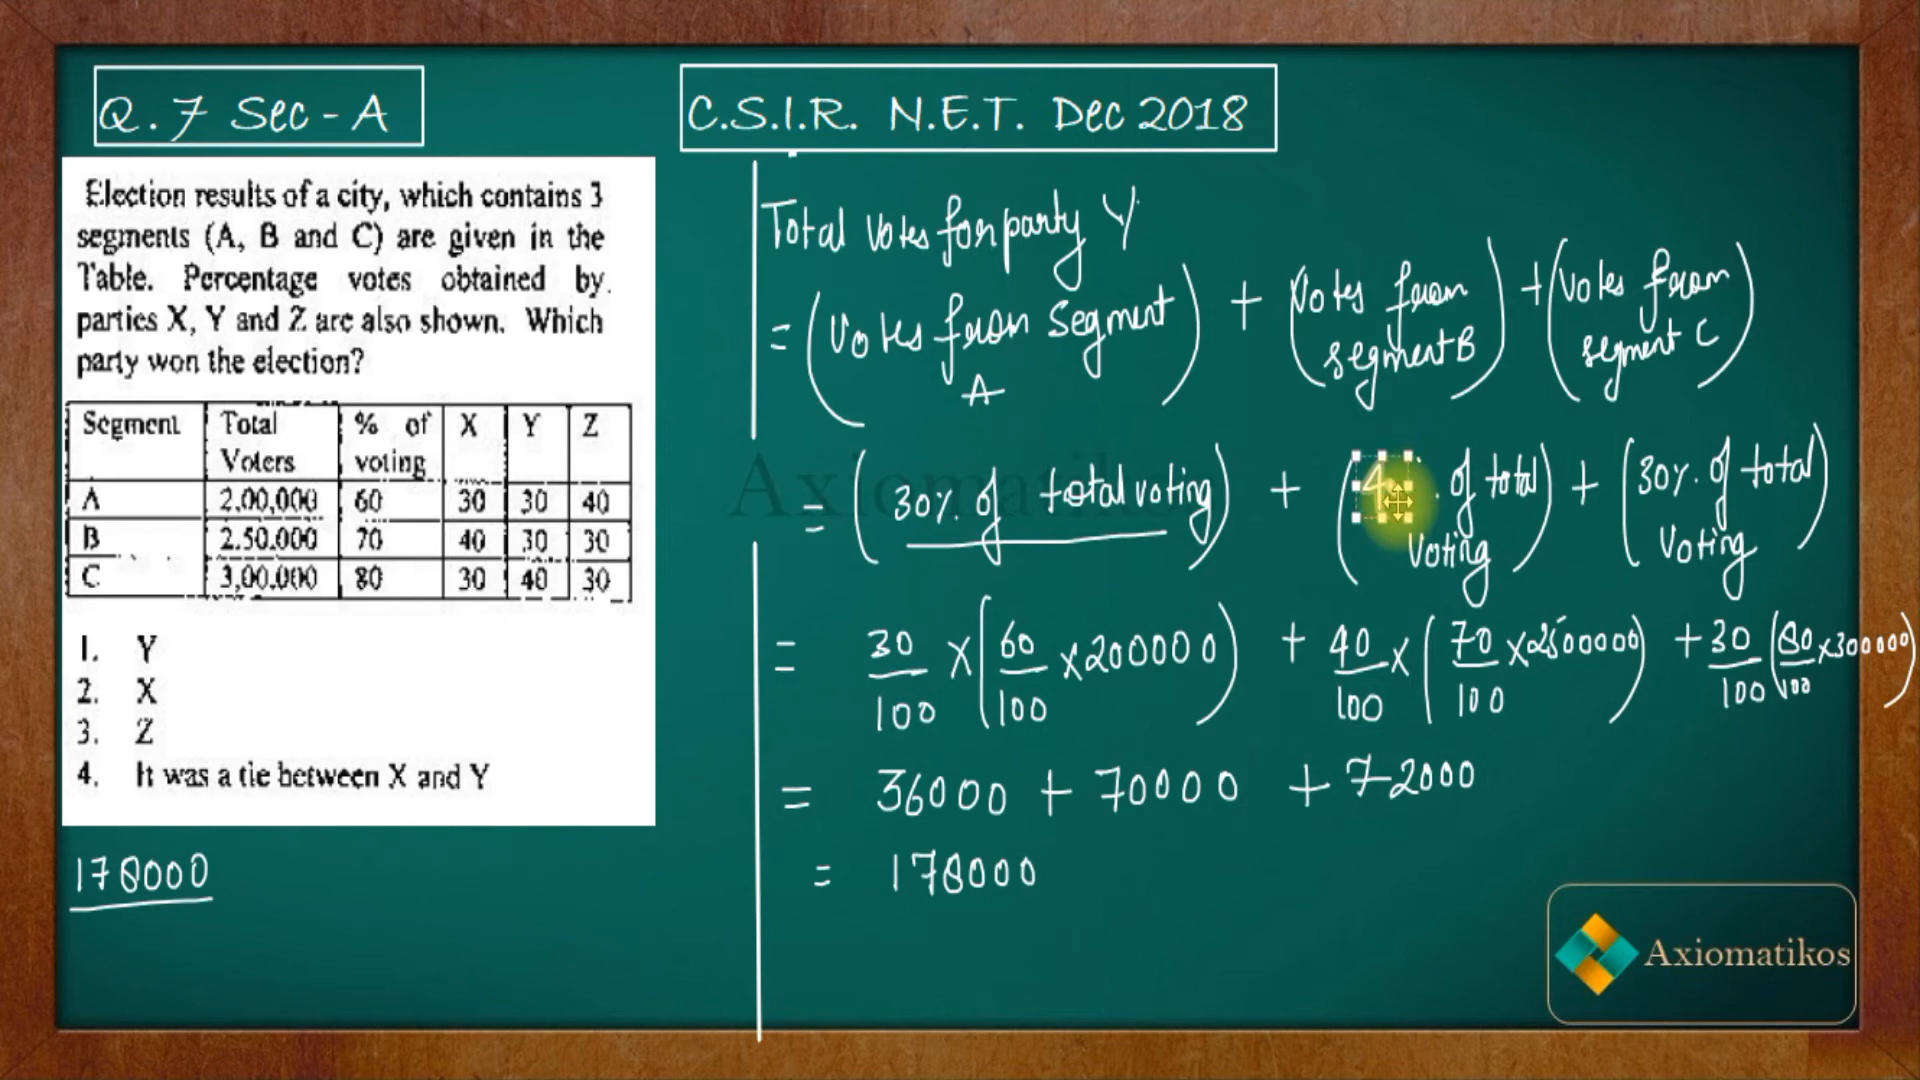 Q. 7 Sec - A
C.S.I.R. N.E.T. Dec 2018
Election results of a city, which contains 3
segments (A, B and C) are given in the
Table. Percentage votes obtained by
parties X, Y and Z are also shown. Which
party won the election?
Segment Total Voters % of voting X Y Z
A 2,00,000 60 30 30 40
B 2.50.000 70 40 30 30
C 3,00,000 80 30 40 30
1. Y
2. X
3. Z
4. It was a tie between X and Y
178000
Total Votes for party Y
= (Votes from Segment A) + (Votes from segment B) + (Votes from segment C)
= (30% of total voting) + (4 . of total voting) + (30% of total voting)
= 30/100 × (60/100 × 200000) + 40/100 × (70/100 × 2500000) + 30/100 (80/100 × 300000)
= 36000 + 70000 + 72000
= 178000
Axiomatikos
Axiomatikos